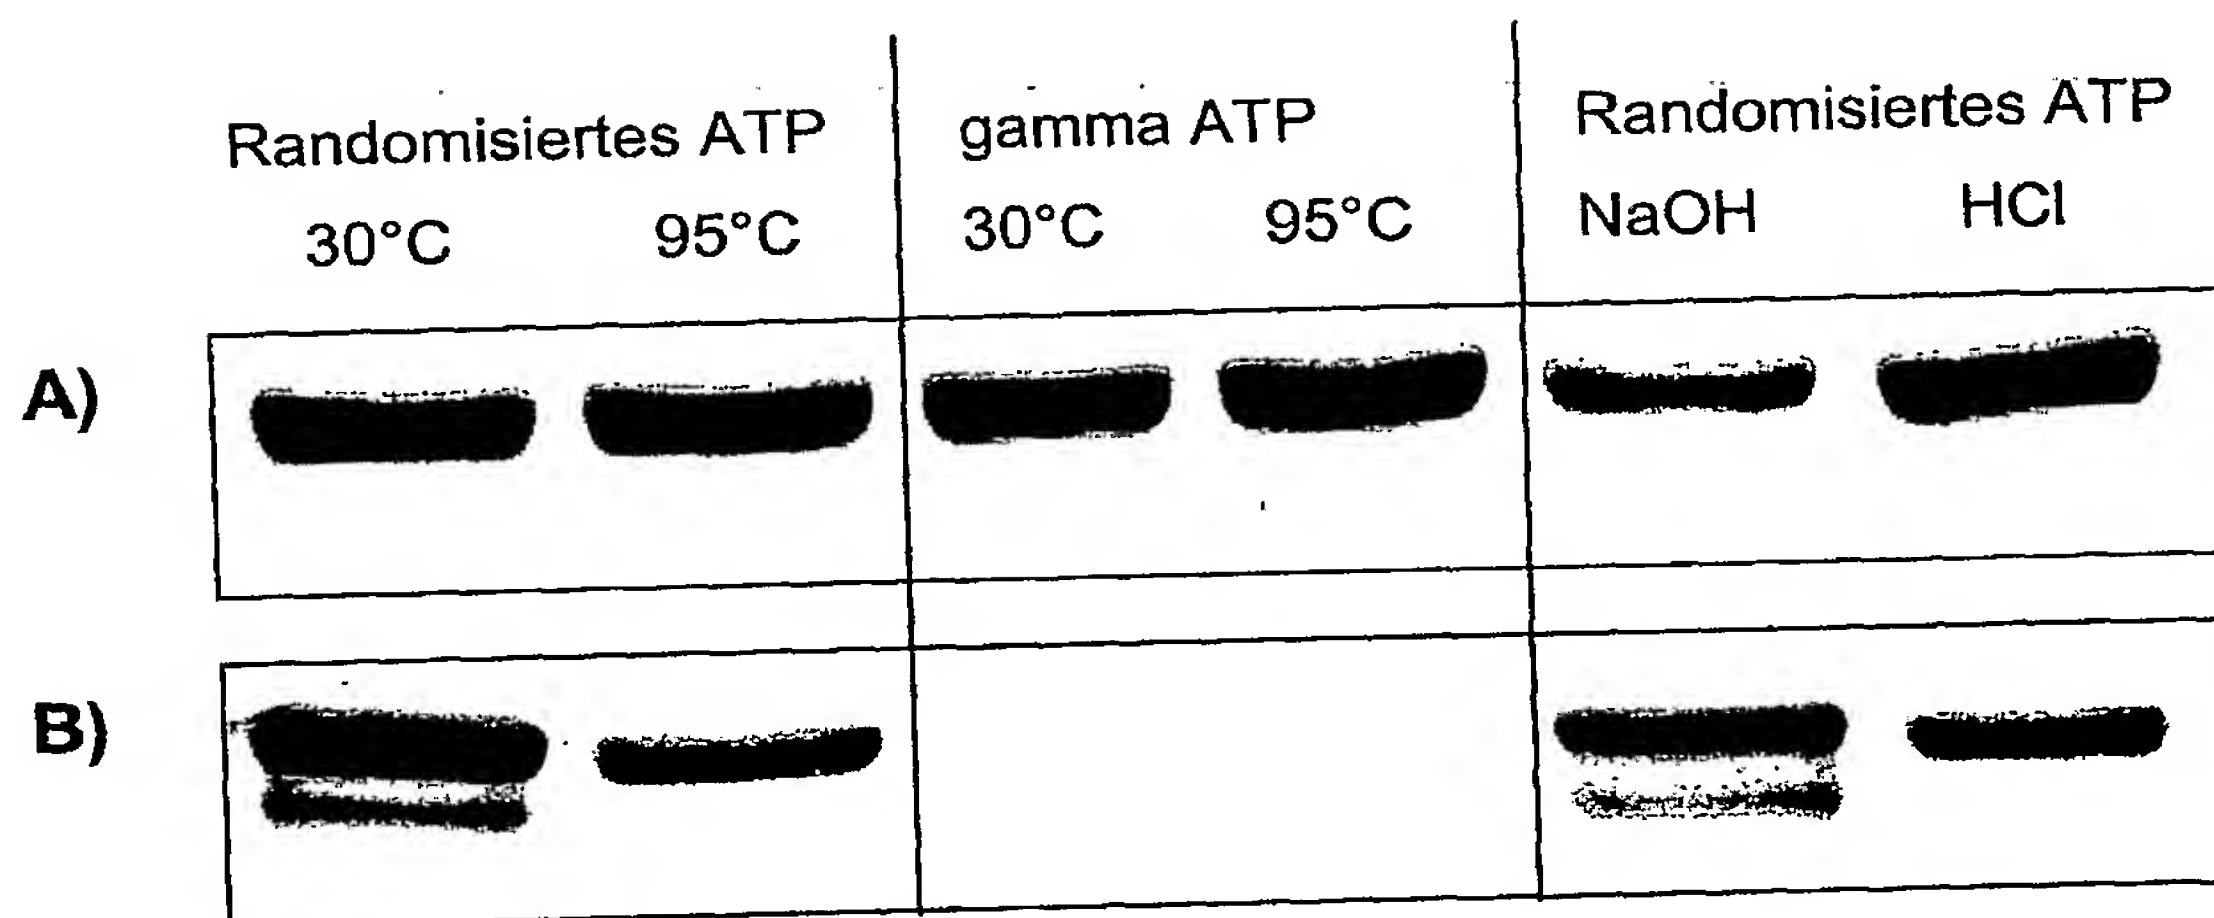 Randomisiertes ATP gamma ATP Randomisiertes ATP
30°C 95°C 30°C 95°C NaOH HCl
A)
B)